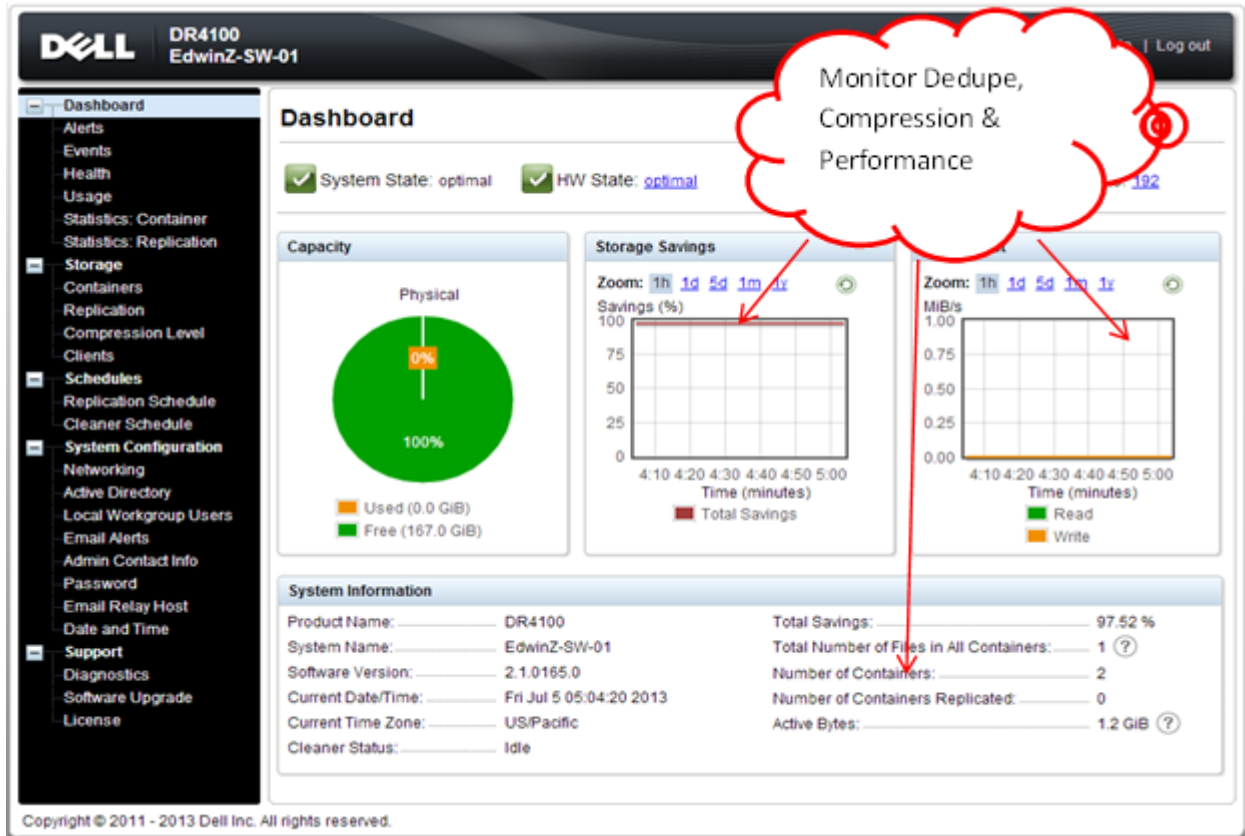 DELL
DR4100
EdwinZ-SW-01
| Log out
Monitor Dedupe,
Compression &
Performance
Dashboard
Alerts
Events
Health
Usage
Statistics: Container
Statistics: Replication
Storage
Containers
Replication
Compression Level
Clients
Schedules
Replication Schedule
Cleaner Schedule
System Configuration
Networking
Active Directory
Local Workgroup Users
Email Alerts
Admin Contact Info
Password
Email Relay Host
Date and Time
Support
Diagnostics
Software Upgrade
License
Dashboard
System State: optimal
HW State: optimal
192
Capacity
Physical
0%
100%
Used (0.0 GiB)
Free (167.0 GiB)
Storage Savings
Zoom: 1h 1d 5d 1m 1y
Savings (%)
100
75
50
25
0
4:10 4:20 4:30 4:40 4:50 5:00
Time (minutes)
Total Savings
Zoom: 1h 1d 5d 1m 1y
MiB/s
1.00
0.75
0.50
0.25
0.00
4:10 4:20 4:30 4:40 4:50 5:00
Time (minutes)
Read
Write
System Information
Product Name: DR4100
System Name: EdwinZ-SW-01
Software Version: 2.1.0165.0
Current Date/Time: Fri Jul 5 05:04:20 2013
Current Time Zone: US/Pacific
Cleaner Status: Idle
Total Savings: 97.52 %
Total Number of Files in All Containers: 1 ?
Number of Containers: 2
Number of Containers Replicated: 0
Active Bytes: 1.2 GiB ?
Copyright © 2011 - 2013 Dell Inc. All rights reserved.